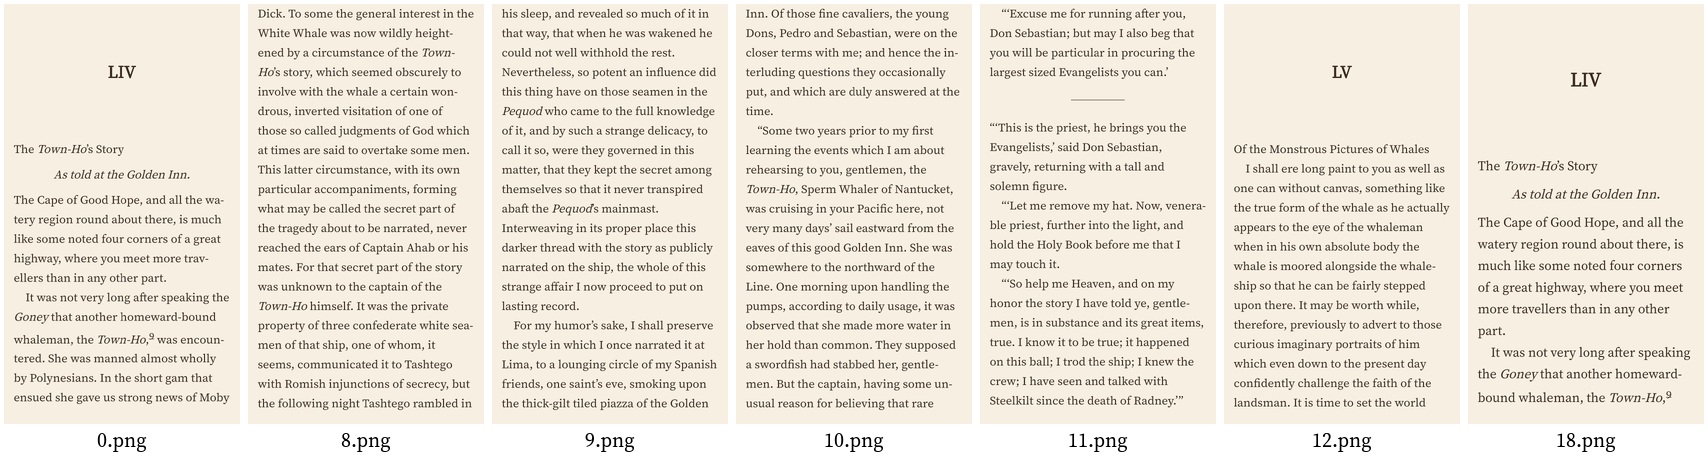 LIV
The Town-Ho's Story
As told at the Golden Inn.
The Cape of Good Hope, and all the wa-
tery region round about there, is much
like some noted four corners of a great
highway, where you meet more trav-
ellers than in any other part.
It was not very long after speaking the
Goney that another homeward-bound
whaleman, the Town-Ho,⁹ was encoun-
tered. She was manned almost wholly
by Polynesians. In the short gam that
ensued she gave us strong news of Moby
0.png
Dick. To some the general interest in the
White Whale was now wildly height-
ened by a circumstance of the Town-
Ho's story, which seemed obscurely to
involve with the whale a certain won-
drous, inverted visitation of one of
those so called judgments of God which
at times are said to overtake some men.
This latter circumstance, with its own
particular accompaniments, forming
what may be called the secret part of
the tragedy about to be narrated, never
reached the ears of Captain Ahab or his
mates. For that secret part of the story
was unknown to the captain of the
Town-Ho himself. It was the private
property of three confederate white sea-
men of that ship, one of whom, it
seems, communicated it to Tashtego
with Romish injunctions of secrecy, but
the following night Tashtego rambled in
8.png
his sleep, and revealed so much of it in
that way, that when he was wakened he
could not well withhold the rest.
Nevertheless, so potent an influence did
this thing have on those seamen in the
Pequod who came to the full knowledge
of it, and by such a strange delicacy, to
call it so, were they governed in this
matter, that they kept the secret among
themselves so that it never transpired
abaft the Pequod's mainmast.
Interweaving in its proper place this
darker thread with the story as publicly
narrated on the ship, the whole of this
strange affair I now proceed to put on
lasting record.
For my humor's sake, I shall preserve
the style in which I once narrated it at
Lima, to a lounging circle of my Spanish
friends, one saint's eve, smoking upon
the thick-gilt tiled piazza of the Golden
9.png
Inn. Of those fine cavaliers, the young
Dons, Pedro and Sebastian, were on the
closer terms with me; and hence the in-
terluding questions they occasionally
put, and which are duly answered at the
time.
“Some two years prior to my first
learning the events which I am about
rehearsing to you, gentlemen, the
Town-Ho, Sperm Whaler of Nantucket,
was cruising in your Pacific here, not
very many days' sail eastward from the
eaves of this good Golden Inn. She was
somewhere to the northward of the
Line. One morning upon handling the
pumps, according to daily usage, it was
observed that she made more water in
her hold than common. They supposed
a swordfish had stabbed her, gentle-
men. But the captain, having some un-
usual reason for believing that rare
10.png
“‘Excuse me for running after you,
Don Sebastian; but may I also beg that
you will be particular in procuring the
largest sized Evangelists you can.’
“‘This is the priest, he brings you the
Evangelists,’ said Don Sebastian,
gravely, returning with a tall and
solemn figure.
“‘Let me remove my hat. Now, venera-
ble priest, further into the light, and
hold the Holy Book before me that I
may touch it.
“‘So help me Heaven, and on my
honor the story I have told ye, gentle-
men, is in substance and its great items,
true. I know it to be true; it happened
on this ball; I trod the ship; I knew the
crew; I have seen and talked with
Steelkilt since the death of Radney.’”
11.png
LV
Of the Monstrous Pictures of Whales
I shall ere long paint to you as well as
one can without canvas, something like
the true form of the whale as he actually
appears to the eye of the whaleman
when in his own absolute body the
whale is moored alongside the whale-
ship so that he can be fairly stepped
upon there. It may be worth while,
therefore, previously to advert to those
curious imaginary portraits of him
which even down to the present day
confidently challenge the faith of the
landsman. It is time to set the world
12.png
LIV
The Town-Ho's Story
As told at the Golden Inn.
The Cape of Good Hope, and all the
watery region round about there, is
much like some noted four corners
of a great highway, where you meet
more travellers than in any other
part.
It was not very long after speaking
the Goney that another homeward-
bound whaleman, the Town-Ho,⁹
18.png